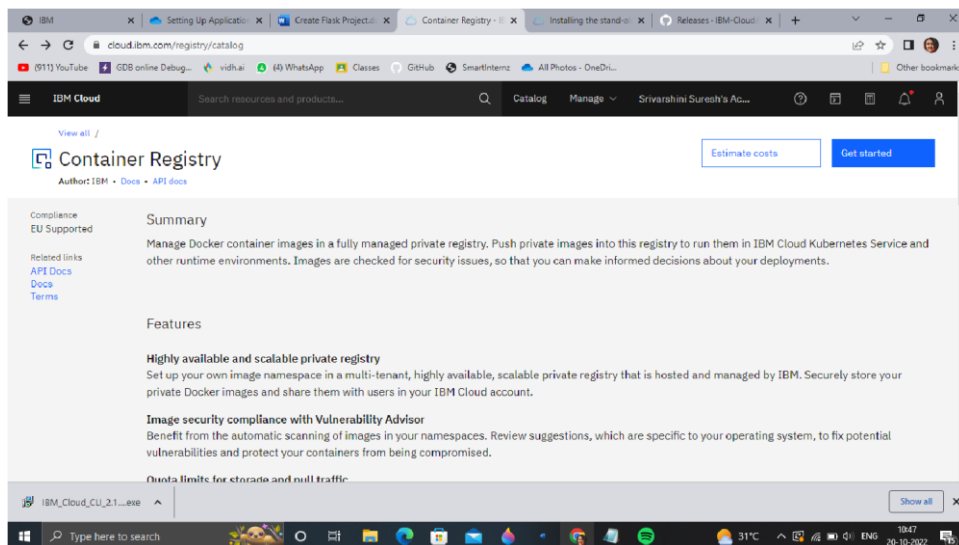 IBM
Setting Up Application
Create Flask Project.d
Container Registry - I
Installing the stand-al
Releases - IBM-Cloud
cloud.ibm.com/registry/catalog
(911) YouTube
GDB online Debug...
vidh.ai
(4) WhatsApp
Classes
GitHub
SmartInternz
All Photos - OneDri...
Other bookmark
IBM Cloud
Search resources and products...
Catalog
Manage
Srivarshini Suresh's Ac...
View all /
Container Registry
Author: IBM • Docs • API docs
Estimate costs
Get started
Compliance
EU Supported
Related links
API Docs
Docs
Terms
Summary
Manage Docker container images in a fully managed private registry. Push private images into this registry to run them in IBM Cloud Kubernetes Service and
other runtime environments. Images are checked for security issues, so that you can make informed decisions about your deployments.
Features
Highly available and scalable private registry
Set up your own image namespace in a multi-tenant, highly available, scalable private registry that is hosted and managed by IBM. Securely store your
private Docker images and share them with users in your IBM Cloud account.
Image security compliance with Vulnerability Advisor
Benefit from the automatic scanning of images in your namespaces. Review suggestions, which are specific to your operating system, to fix potential
vulnerabilities and protect your containers from being compromised.
Quota limits for storage and pull traffic
IBM_Cloud_CLI_2.1....exe
Show all
Type here to search
31°C
ENG
10:47
20-10-2022